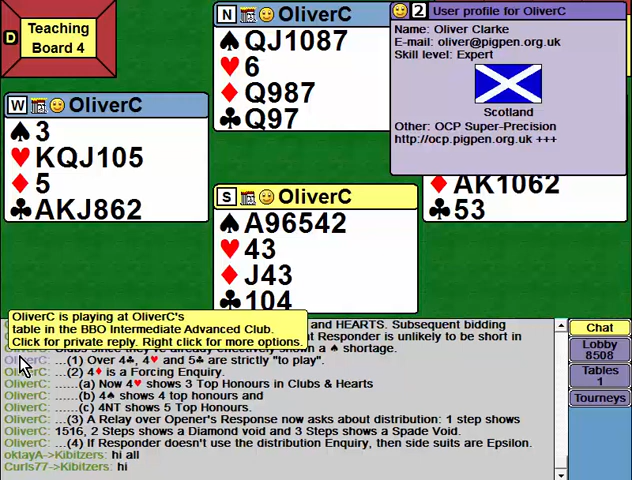 D
Teaching
Board 4
N OliverC
♠ QJ1087
♥ 6
♦ Q987
♣ Q97
2 User profile for OliverC
Name: Oliver Clarke
E-mail: oliver@pigpen.org.uk
Skill level: Expert
Scotland
Other: OCP Super-Precision
http://ocp.pigpen.org.uk +++
W OliverC
♠ 3
♥ KQJ105
♦ 5
♣ AKJ862
♦ AK1062
♣ 53
S OliverC
♠ A96542
♥ 43
♦ J43
♣ 104
OliverC is playing at OliverC's
table in the BBO Intermediate Advanced Club.
Click for private reply. Right click for more options.
and HEARTS. Subsequent bidding
t Responder is unlikely to be short in
Clubs since they've already effectively shown a ♠ shortage.
OliverC: ...(1) Over 4♣, 4♥ and 5♣ are strictly "to play".
OliverC: ...(2) 4♦ is a Forcing Enquiry.
OliverC: ......(a) Now 4♥ shows 3 Top Honours in Clubs & Hearts
OliverC: ......(b) 4♠ shows 4 top honours and
OliverC: ......(c) 4NT shows 5 Top Honours.
OliverC: ...(3) A Relay over Opener's Response now asks about distribution: 1 step shows
1516, 2 Steps shows a Diamond void and 3 Steps shows a Spade Void.
OliverC: ...(4) If Responder doesn't use the distribution Enquiry, then side suits are Epsilon.
oktayA->Kibitzers: hi all
Curls77->Kibitzers: hi
Chat
Lobby
8508
Tables
1
Tourneys